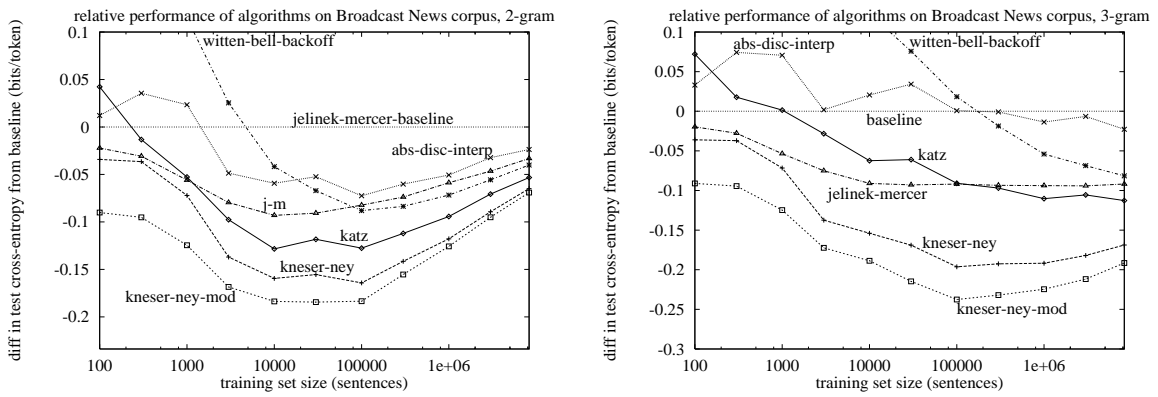 relative performance of algorithms on Broadcast News corpus, 2-gram
diff in test cross-entropy from baseline (bits/token)
0.1
0.05
0
-0.05
-0.1
-0.15
-0.2
witten-bell-backoff
jelinek-mercer-baseline
abs-disc-interp
j-m
katz
kneser-ney
kneser-ney-mod
100 1000 10000 100000 1e+06
training set size (sentences)
relative performance of algorithms on Broadcast News corpus, 3-gram
diff in test cross-entropy from baseline (bits/token)
0.1
0.05
0
-0.05
-0.1
-0.15
-0.2
-0.25
-0.3
abs-disc-interp
witten-bell-backoff
baseline
katz
jelinek-mercer
kneser-ney
kneser-ney-mod
100 1000 10000 100000 1e+06
training set size (sentences)